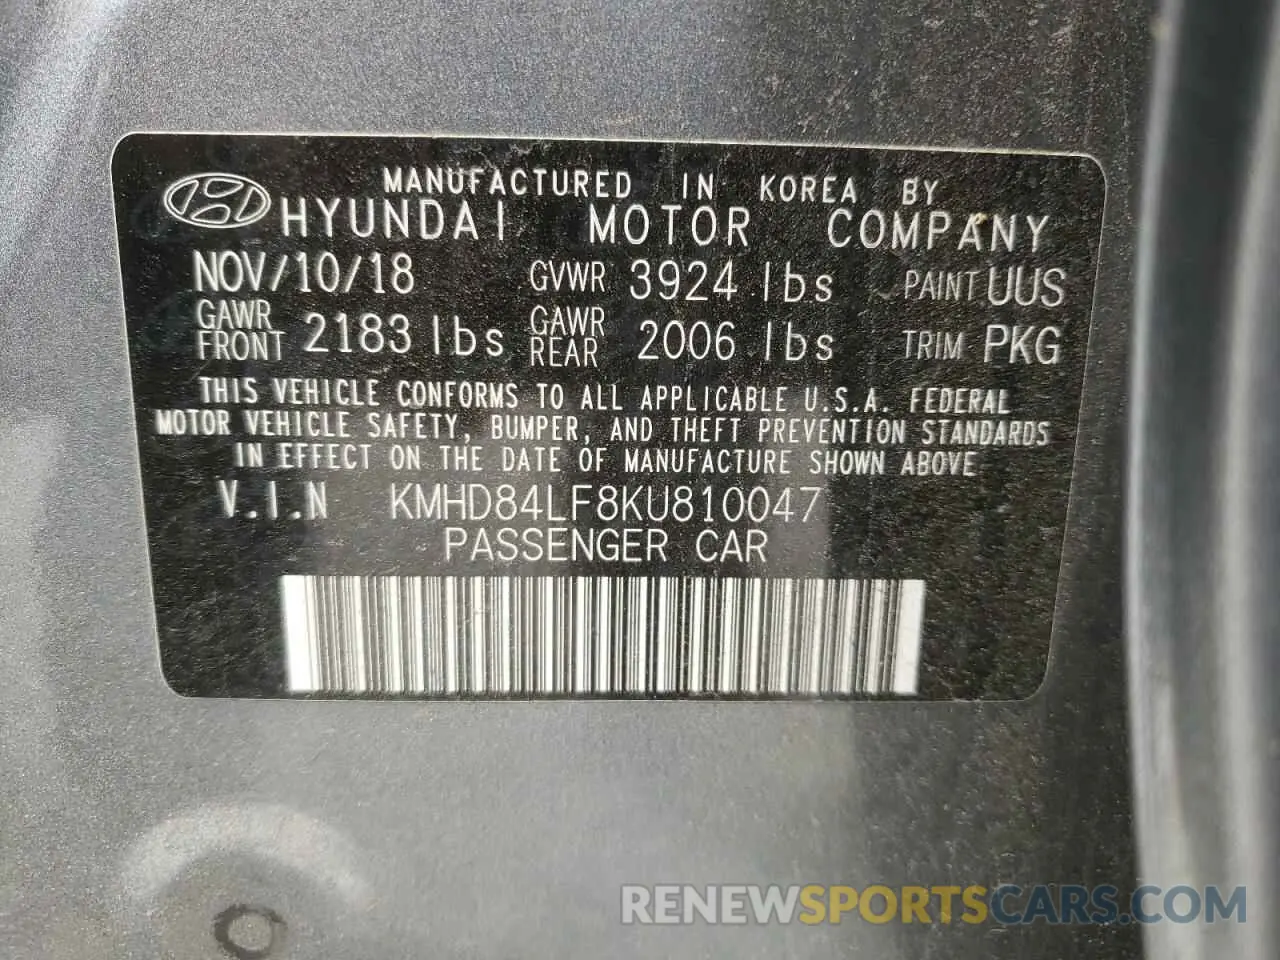 MANUFACTURED IN KOREA BY
HYUNDAI MOTOR COMPANY
NOV/10/18 GVWR 3924 lbs PAINT UUS
GAWR FRONT 2183 lbs GAWR REAR 2006 lbs TRIM PKG
THIS VEHICLE CONFORMS TO ALL APPLICABLE U.S.A. FEDERAL
MOTOR VEHICLE SAFETY, BUMPER, AND THEFT PREVENTION STANDARDS
IN EFFECT ON THE DATE OF MANUFACTURE SHOWN ABOVE
V.I.N KMHD84LF8KU810047
PASSENGER CAR
RENEWSPORTSCARS.COM